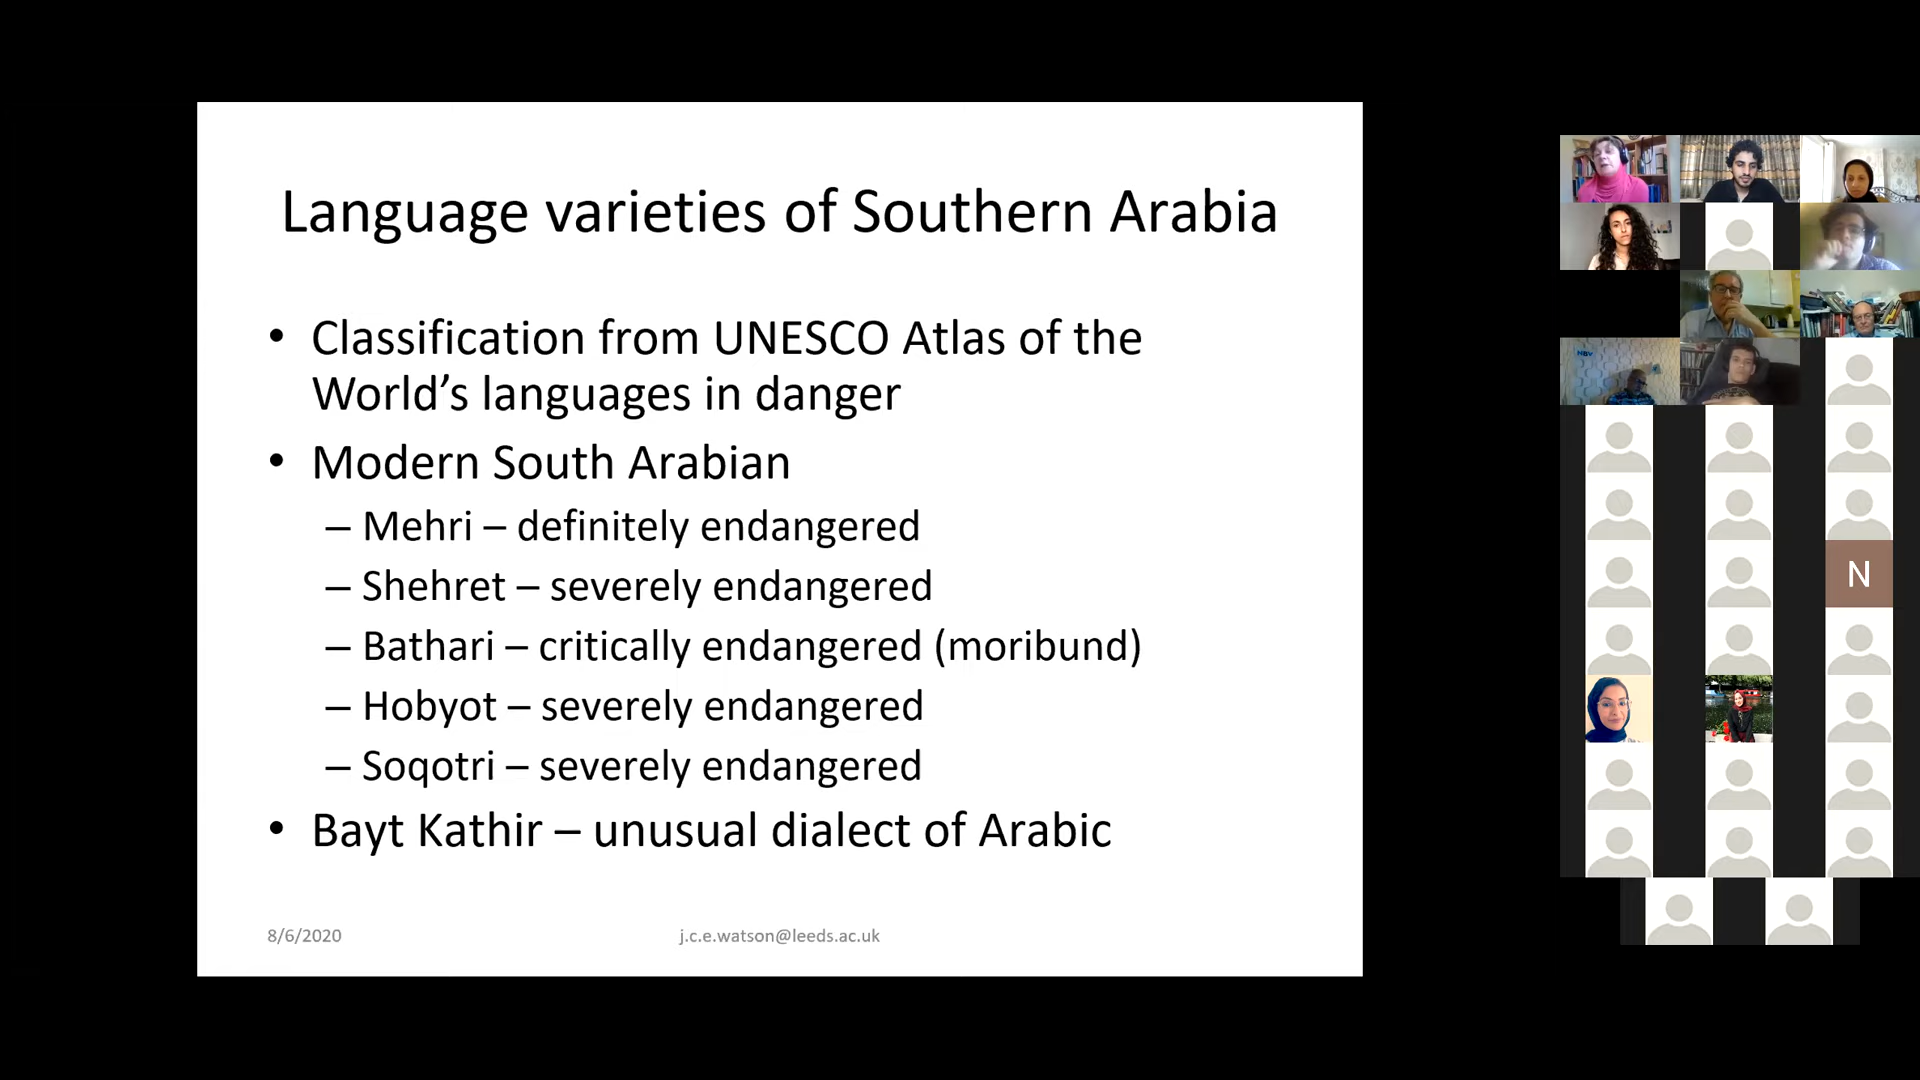 Language varieties of Southern Arabia
• Classification from UNESCO Atlas of the
World’s languages in danger
• Modern South Arabian
– Mehri – definitely endangered
– Shehret – severely endangered
– Bathari – critically endangered (moribund)
– Hobyot – severely endangered
– Soqotri – severely endangered
• Bayt Kathir – unusual dialect of Arabic
8/6/2020
j.c.e.watson@leeds.ac.uk
N